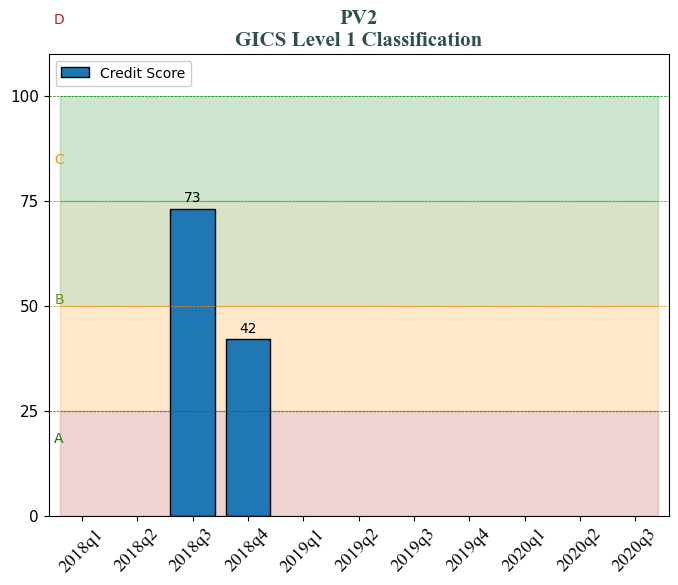 D
PV2
GICS Level 1 Classification
Credit Score
100
C
75
73
B
50
42
25
A
0
2018q1
2018q2
2018q3
2018q4
2019q1
2019q2
2019q3
2019q4
2020q1
2020q2
2020q3